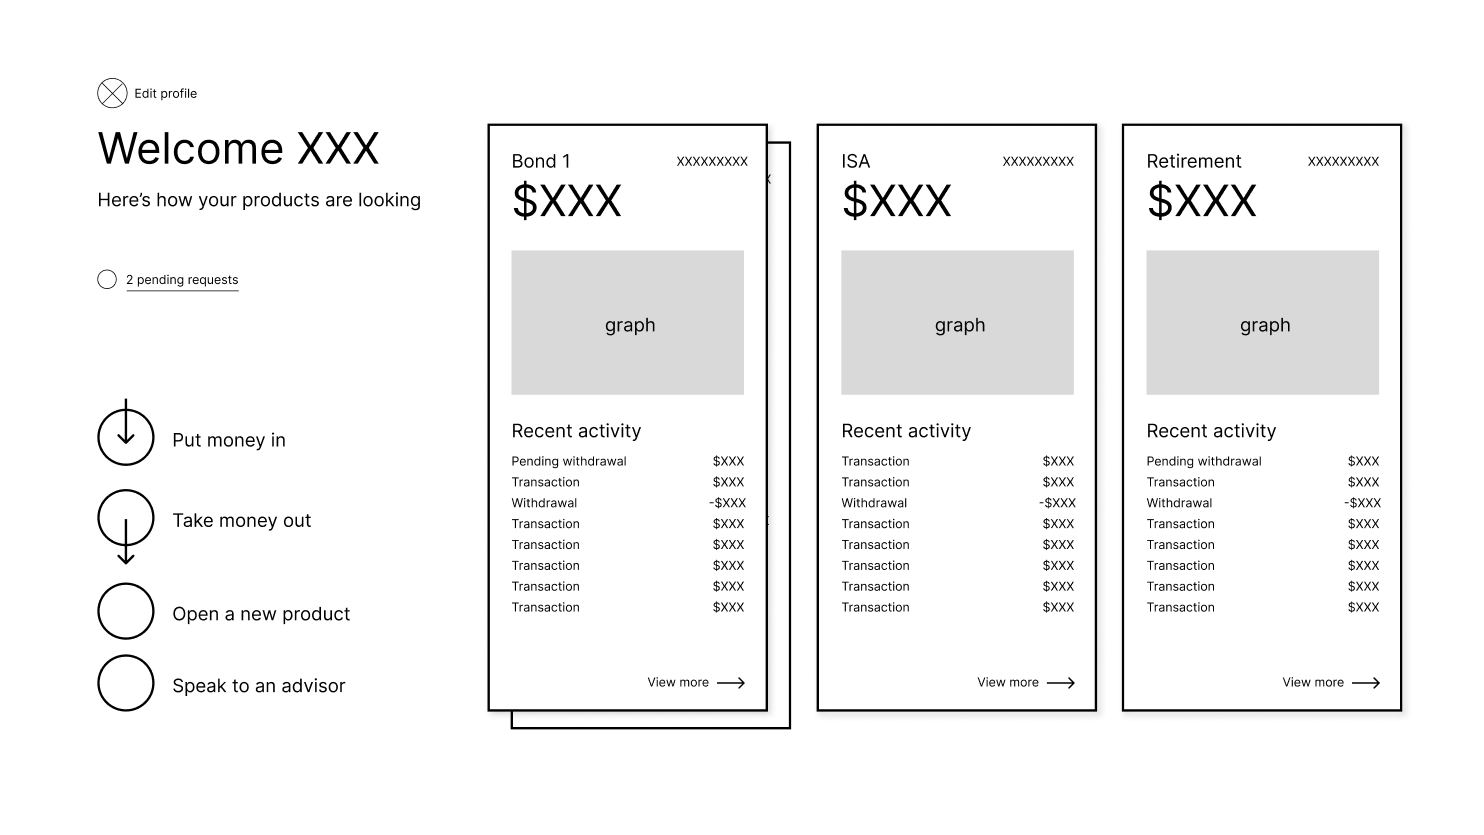 Edit profile
Welcome XXX
Here’s how your products are looking
2 pending requests
Put money in
Take money out
Open a new product
Speak to an advisor
Bond 1 XXXXXXXXX
$XXX
graph
Recent activity
Pending withdrawal $XXX
Transaction $XXX
Withdrawal -$XXX
Transaction $XXX
Transaction $XXX
Transaction $XXX
Transaction $XXX
Transaction $XXX
View more
ISA XXXXXXXXX
$XXX
graph
Recent activity
Transaction $XXX
Transaction $XXX
Withdrawal -$XXX
Transaction $XXX
Transaction $XXX
Transaction $XXX
Transaction $XXX
Transaction $XXX
View more
Retirement XXXXXXXXX
$XXX
graph
Recent activity
Pending withdrawal $XXX
Transaction $XXX
Withdrawal -$XXX
Transaction $XXX
Transaction $XXX
Transaction $XXX
Transaction $XXX
Transaction $XXX
View more